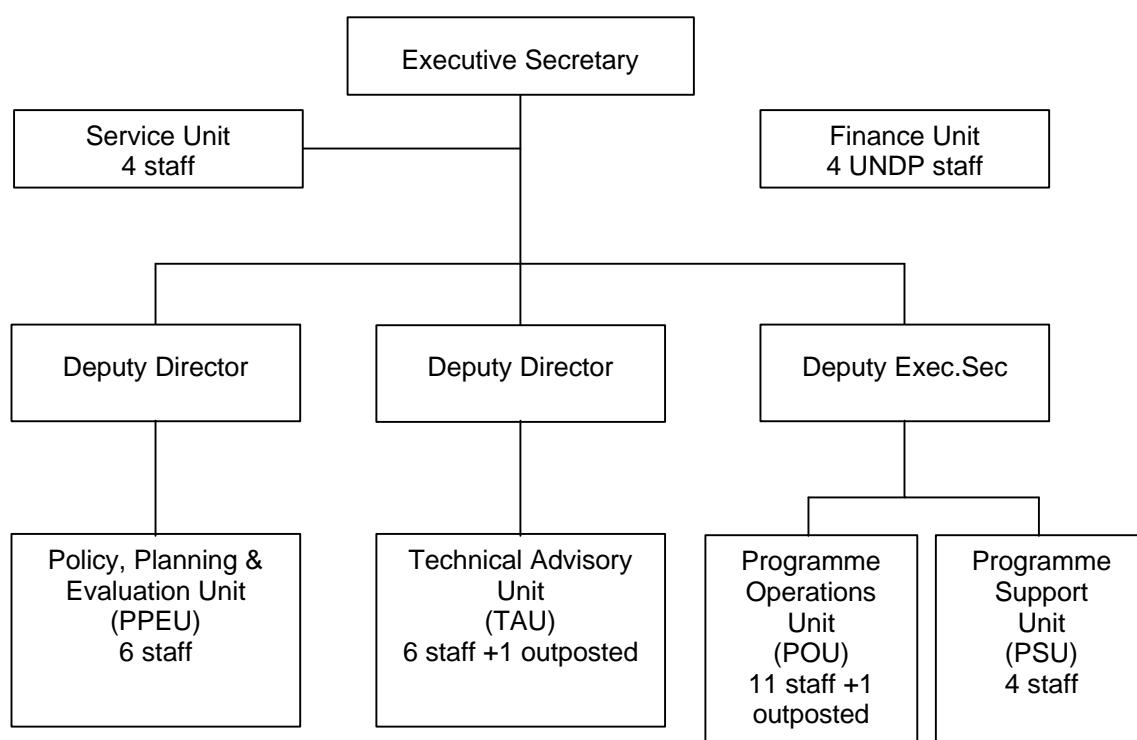 Executive Secretary
Service Unit
4 staff
Finance Unit
4 UNDP staff
Deputy Director
Deputy Director
Deputy Exec.Sec
Policy, Planning &
Evaluation Unit
(PPEU)
6 staff
Technical Advisory
Unit
(TAU)
6 staff +1 outposted
Programme
Operations
Unit
(POU)
11 staff +1
outposted
Programme
Support
Unit
(PSU)
4 staff